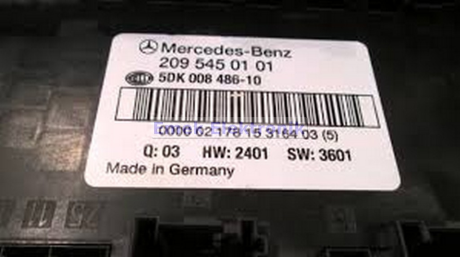 Mercedes-Benz
209 545 01 01
5DK 008 486-10
0000 62 178 15 3164 03 (5)
Q: 03 HW: 2401 SW: 3601
Made in Germany